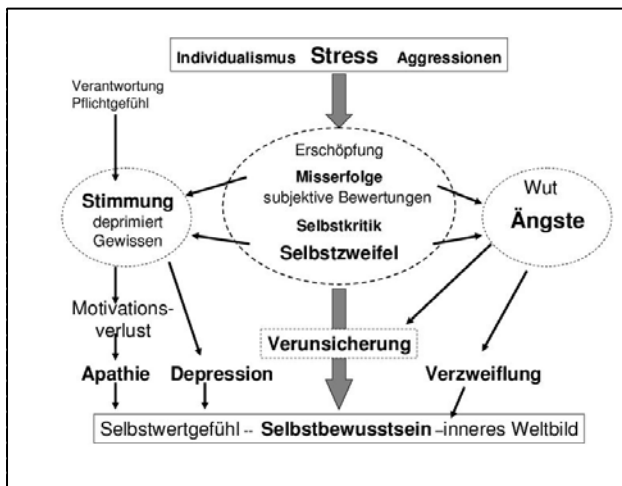 Individualismus Stress Aggressionen
Verantwortung
Pflichtgefühl
Erschöpfung
Misserfolge
subjektive Bewertungen
Selbstkritik
Selbstzweifel
Stimmung
deprimiert
Gewissen
Wut
Ängste
Motivations-
verlust
Verunsicherung
Apathie
Depression
Verzweiflung
Selbstwertgefühl -- Selbstbewusstsein –inneres Weltbild